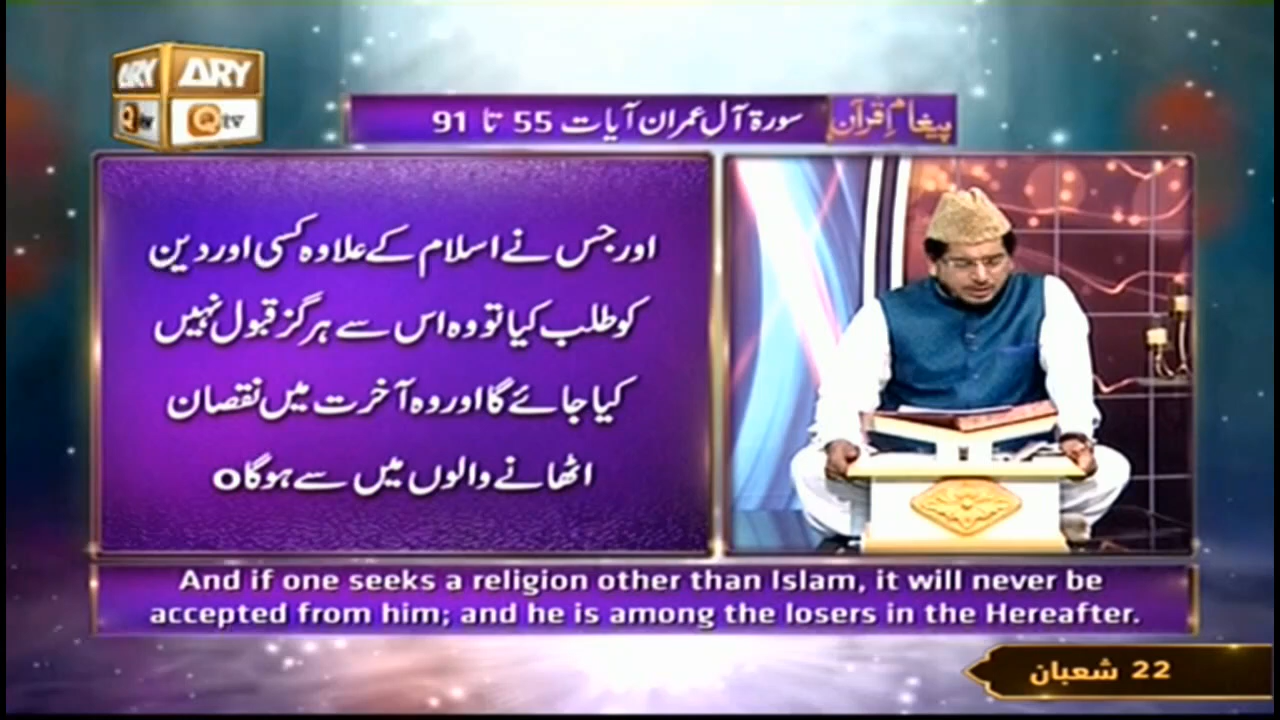 ARY ARY
Q tv Qtv
پیغامِ قرآن سورۃ آل عمران آیات 55 تا 91
اور جس نے اسلام کے علاوہ کسی اور دین
کو طلب کیا تو وہ اس سے ہرگز قبول نہیں
کیا جائے گا اور وہ آخرت میں نقصان
اٹھانے والوں میں سے ہوگا o
And if one seeks a religion other than Islam, it will never be
accepted from him; and he is among the losers in the Hereafter.
22 شعبان